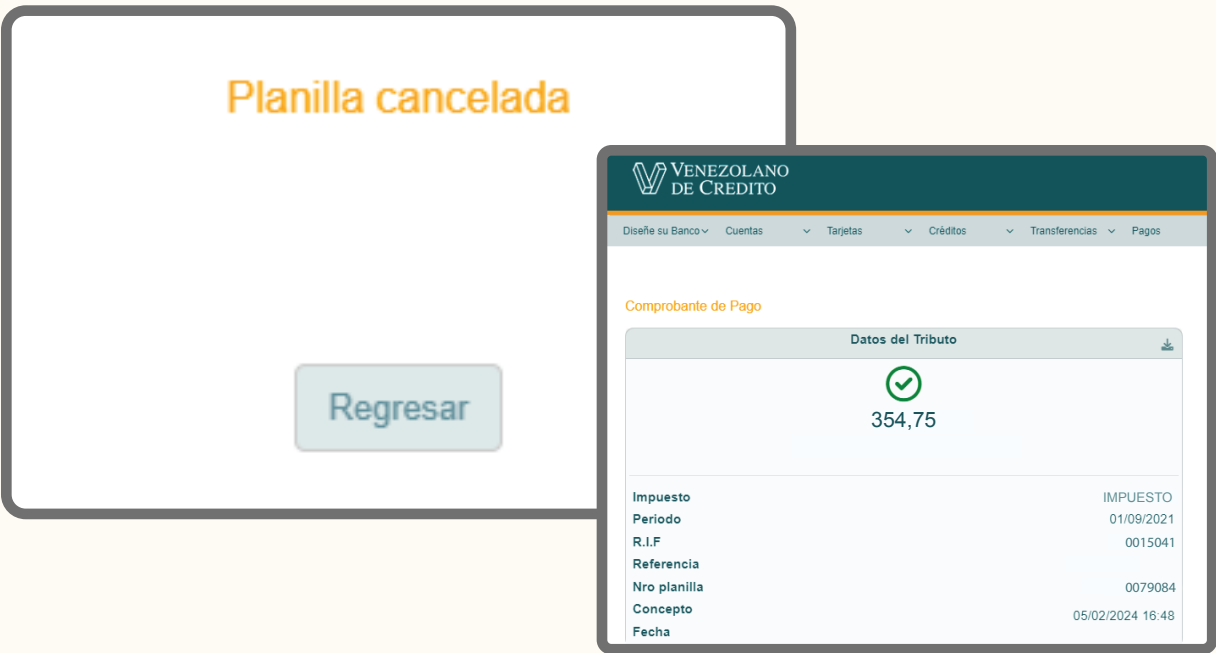 Planilla cancelada
Regresar
VENEZOLANO
DE CREDITO
Diseñe su Banco Cuentas Tarjetas Crèditos Transferencias Pagos
Comprobante de Pago
Datos del Tributo
354,75
Impuesto IMPUESTO
Periodo 01/09/2021
R.I.F 0015041
Referencia
Nro planilla 0079084
Concepto
05/02/2024 16:48
Fecha